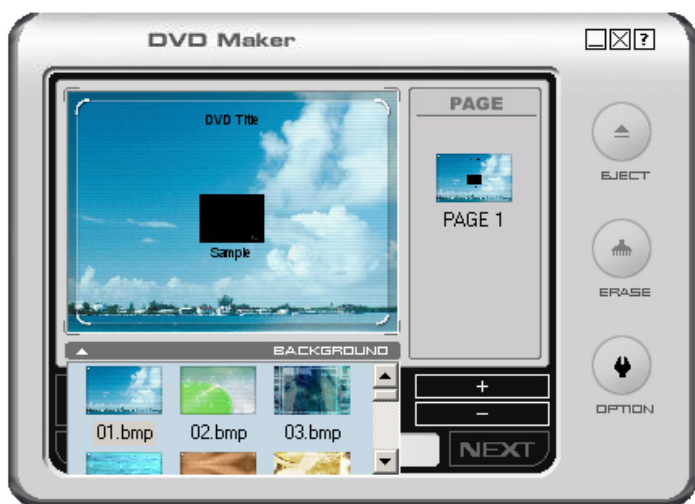 DVD Maker
?
DVD Title
Sample
PAGE
PAGE 1
EJECT
ERASE
OPTION
BACKGROUND
01.bmp
02.bmp
03.bmp
+
−
NEXT